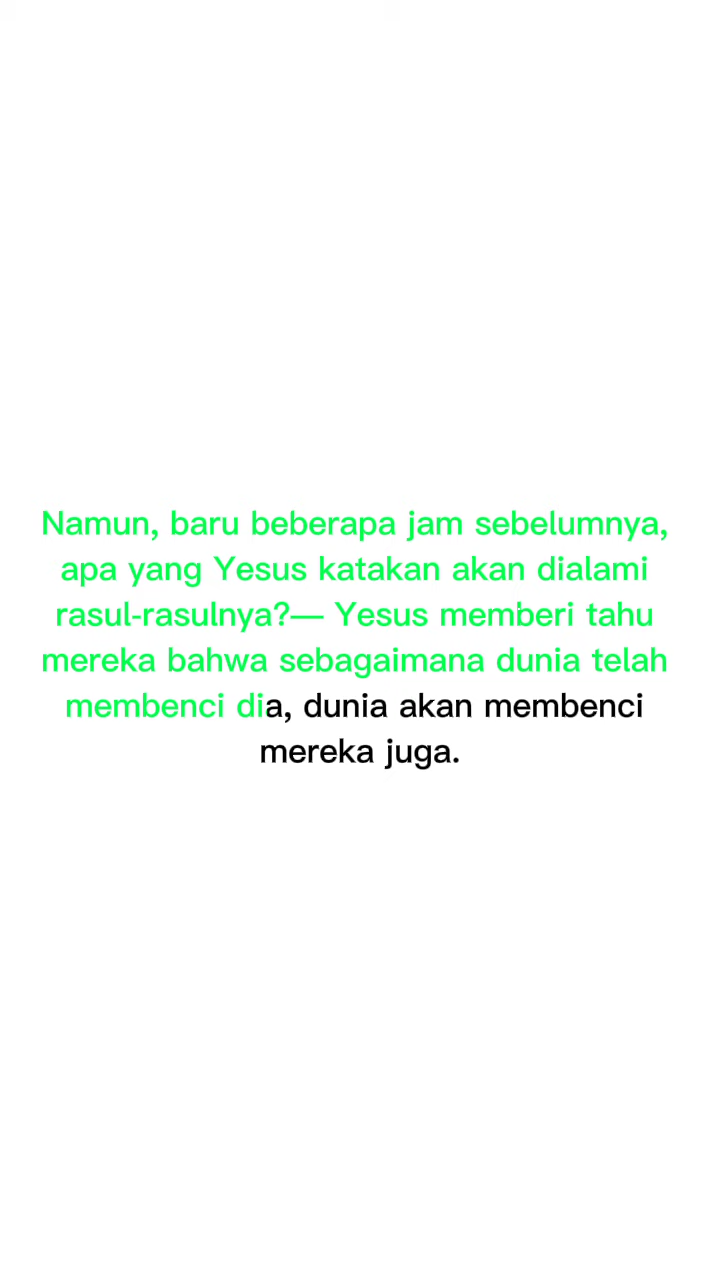 Namun, baru beberapa jam sebelumnya,
apa yang Yesus katakan akan dialami
rasul-rasulnya?— Yesus memberi tahu
mereka bahwa sebagaimana dunia telah
membenci dia, dunia akan membenci
mereka juga.